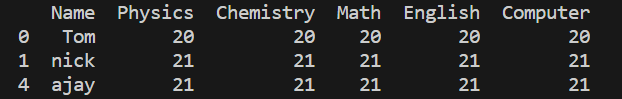 Name Physics Chemistry Math English Computer
0 Tom 20 20 20 20 20
1 nick 21 21 21 21 21
4 ajay 21 21 21 21 21